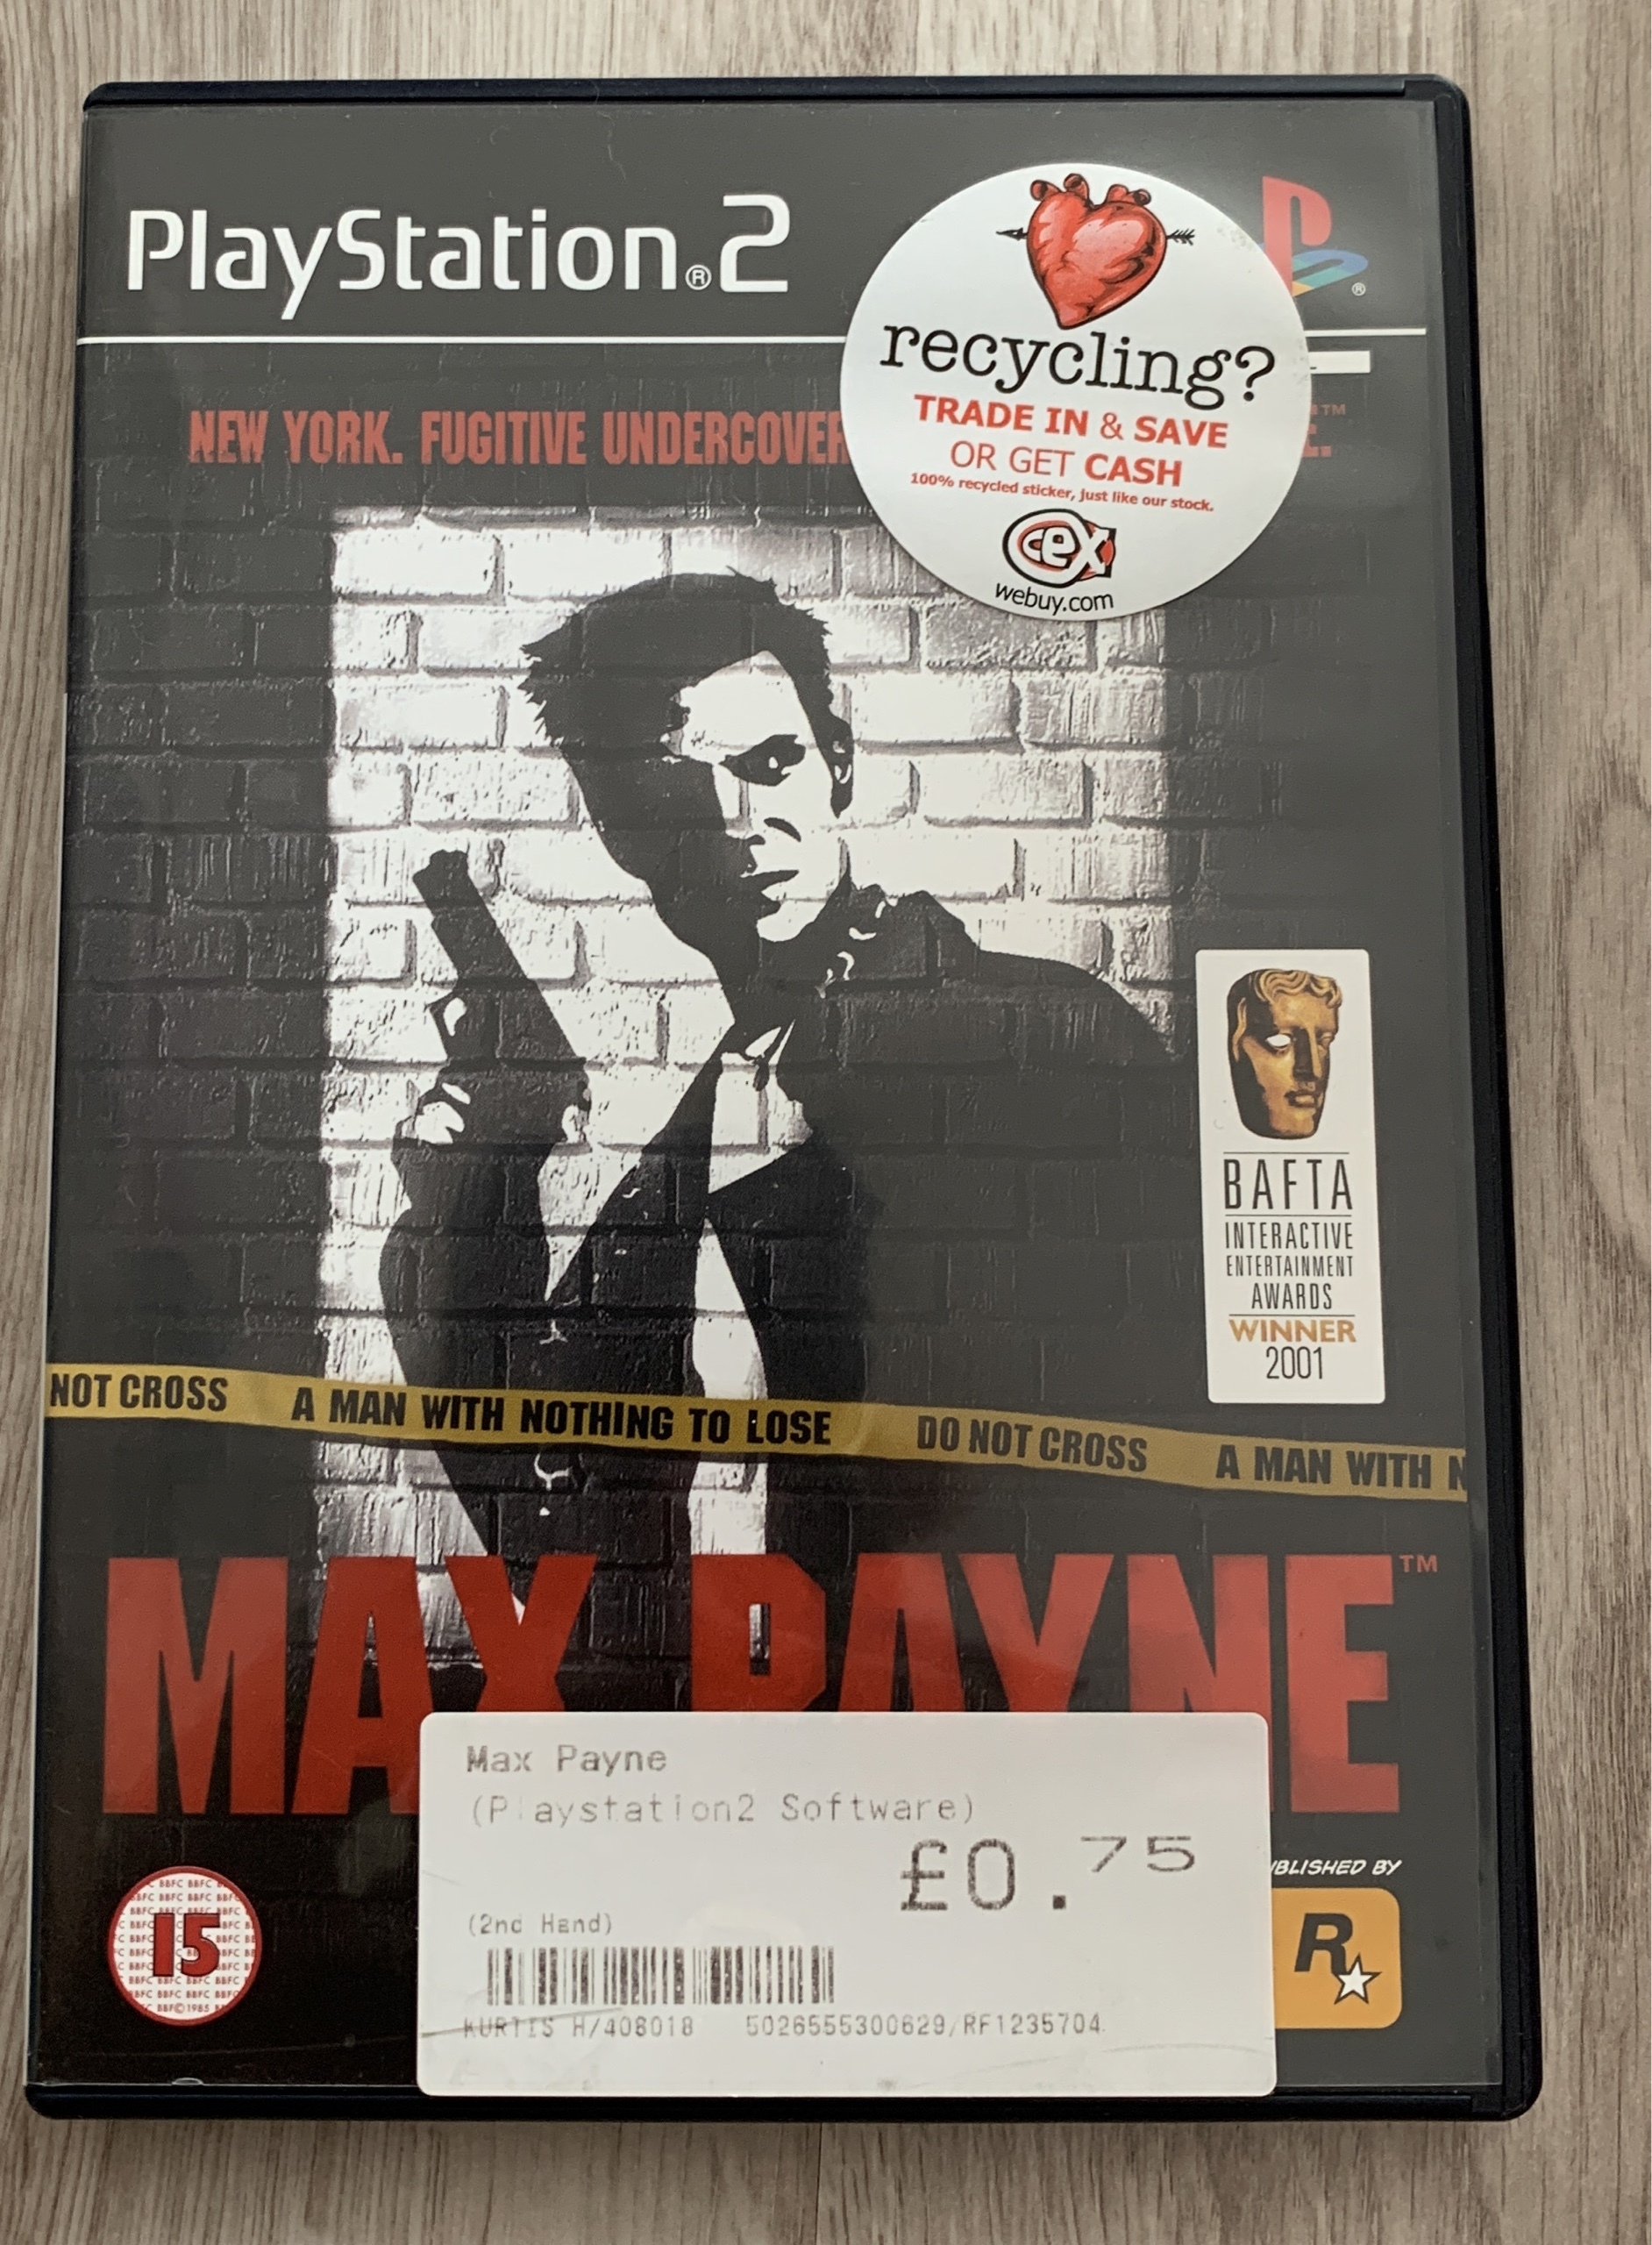 PlayStation®2
®
recycling?
TRADE IN & SAVE
OR GET CASH
100% recycled sticker, just like our stock.
cex
webuy.com
NEW YORK. FUGITIVE UNDERCOVER
TM
BAFTA
INTERACTIVE
ENTERTAINMENT
AWARDS
WINNER
2001
NOT CROSS A MAN WITH NOTHING TO LOSE DO NOT CROSS A MAN WITH N
MAX PAYNE™
Max Payne
(Playstation2 Software)
£0.75
(2nd Hand)
KURTIS H/408018 5026555300629/RF1235704
15
BBFC
BLISHED BY
R